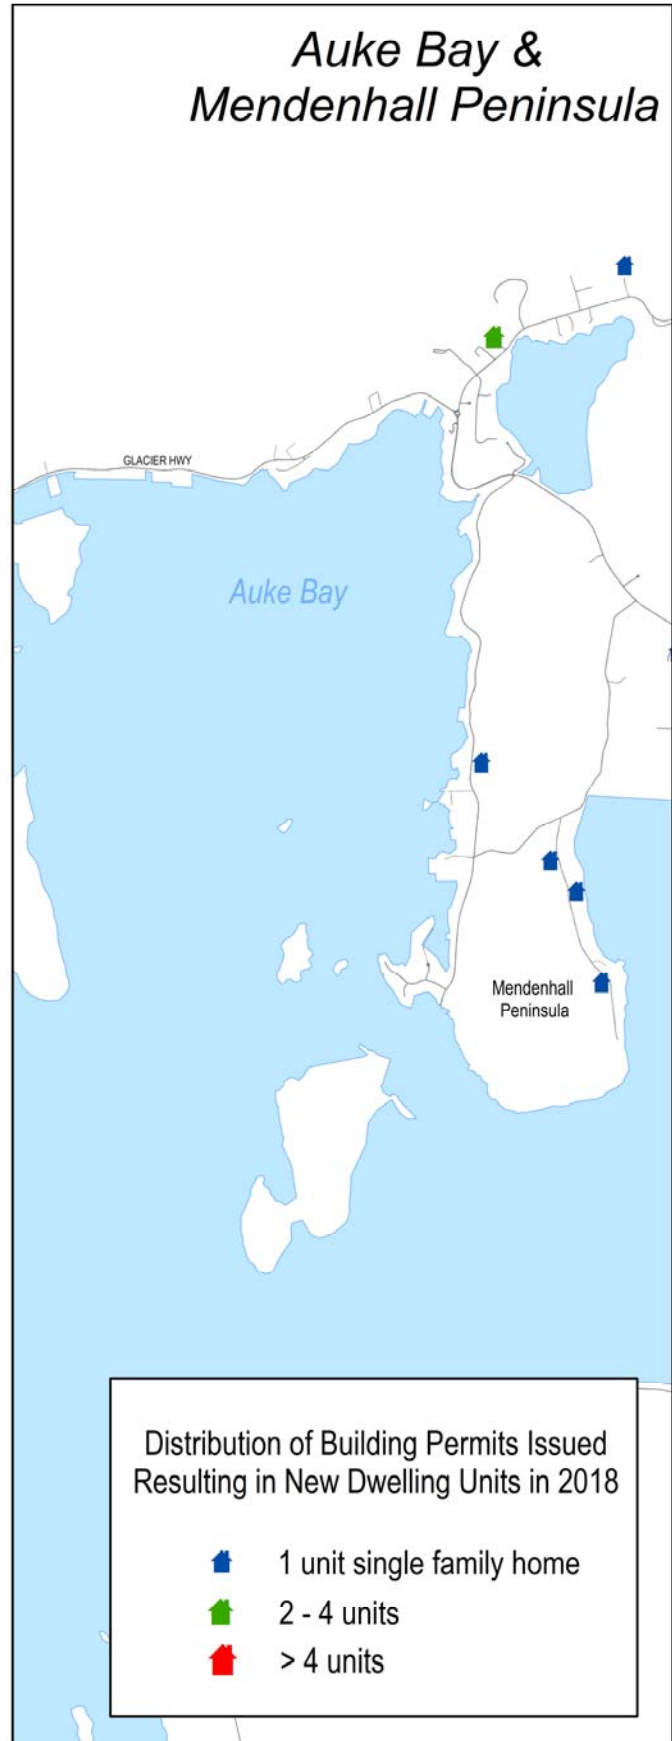 Auke Bay &
Mendenhall Peninsula
GLACIER HWY
Auke Bay
Mendenhall
Peninsula
Distribution of Building Permits Issued
Resulting in New Dwelling Units in 2018
1 unit single family home
2 - 4 units
> 4 units